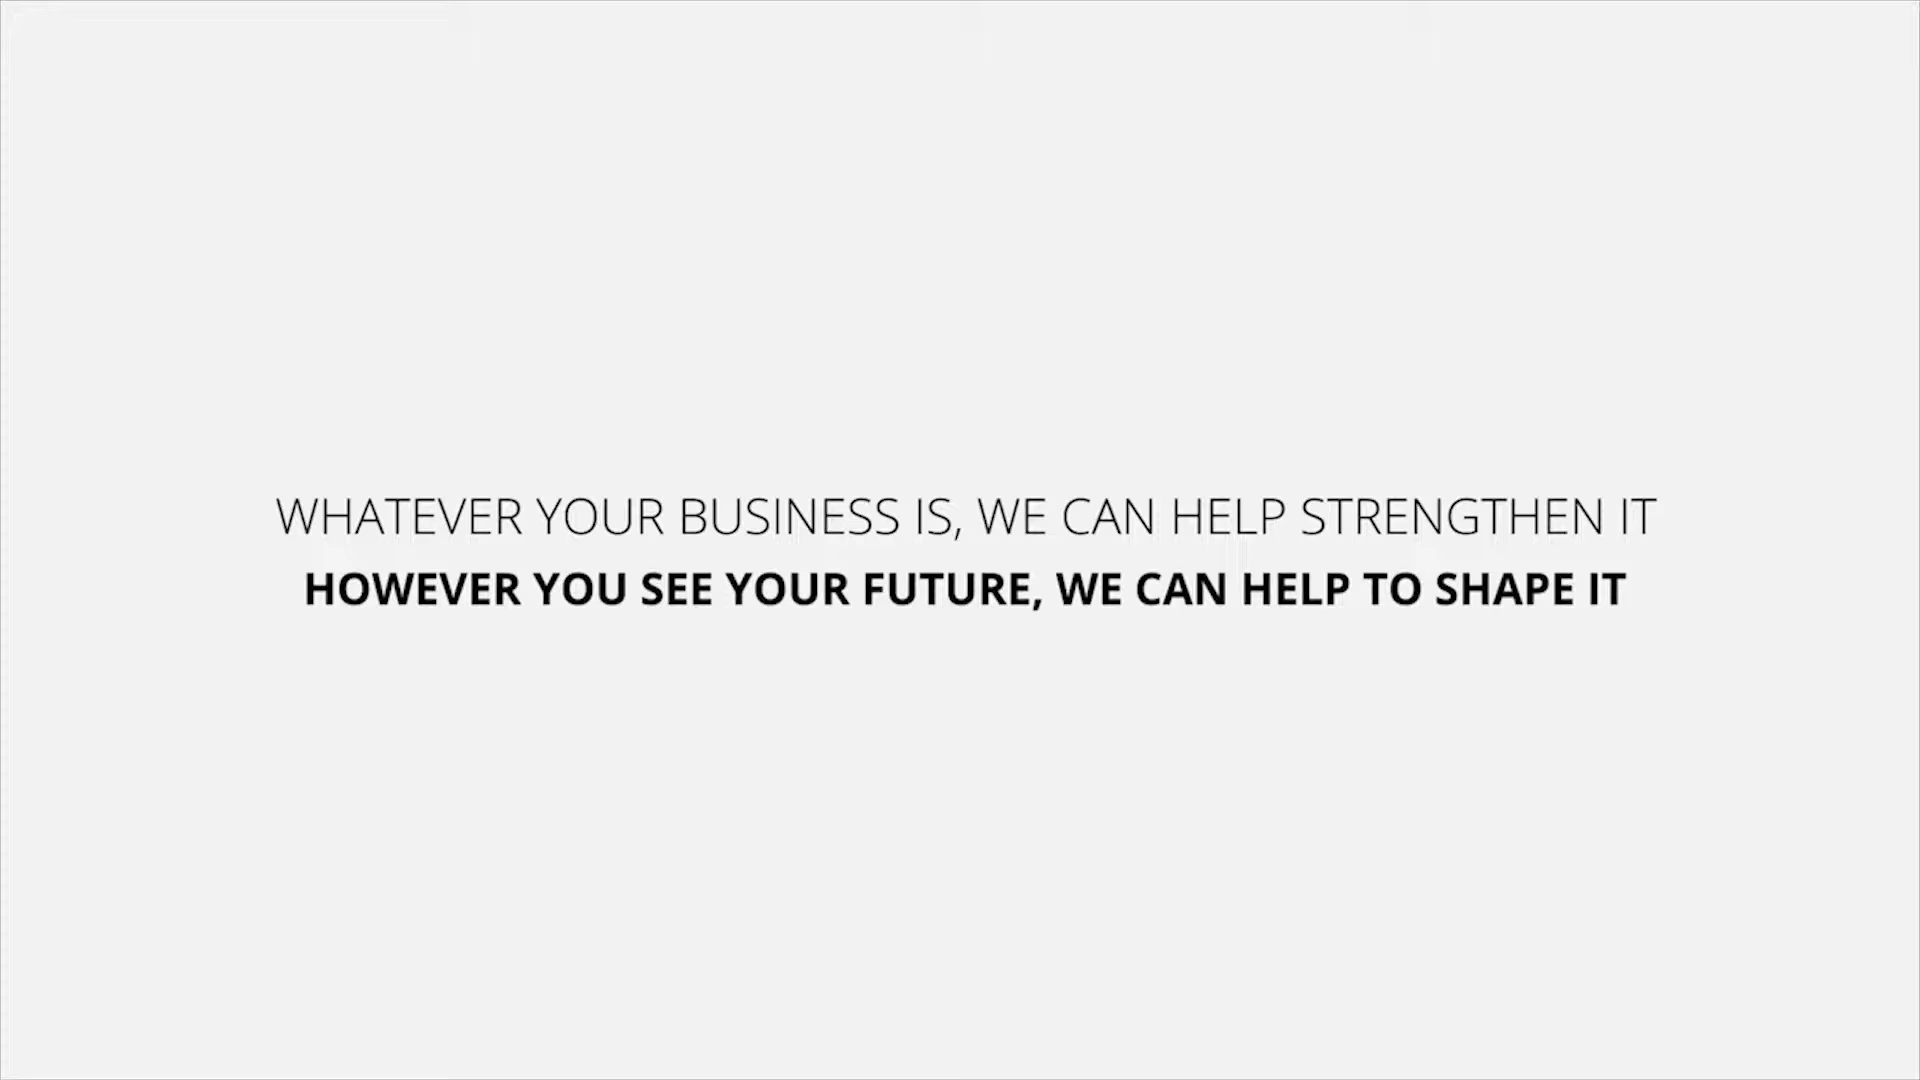 WHATEVER YOUR BUSINESS IS, WE CAN HELP STRENGTHEN IT
HOWEVER YOU SEE YOUR FUTURE, WE CAN HELP TO SHAPE IT